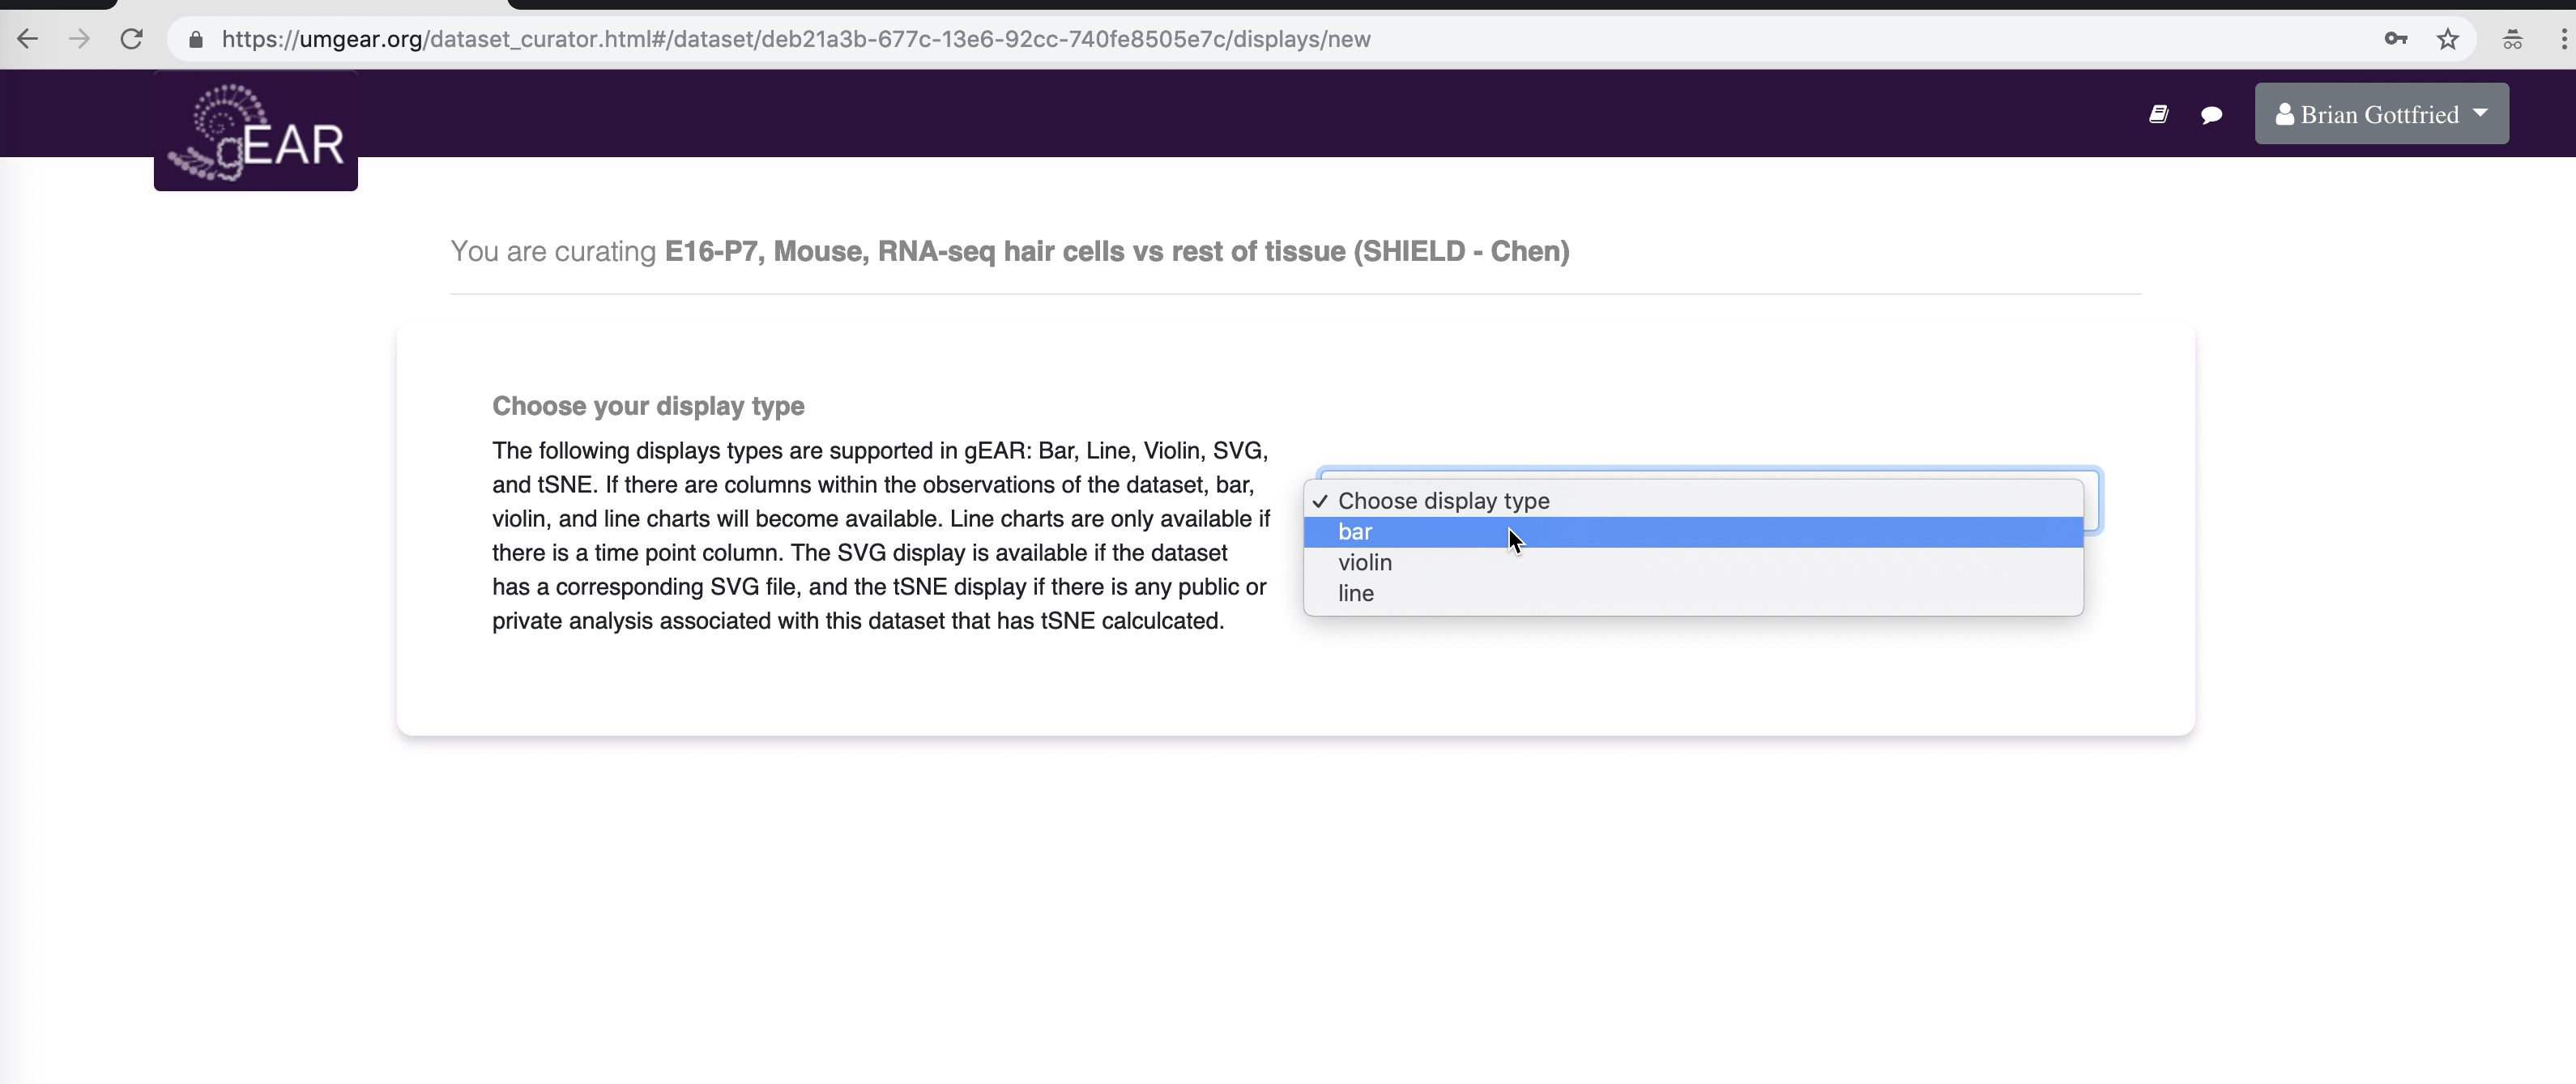 https://umgear.org/dataset_curator.html#/dataset/deb21a3b-677c-13e6-92cc-740fe8505e7c/displays/new
gEAR
Brian Gottfried
You are curating E16-P7, Mouse, RNA-seq hair cells vs rest of tissue (SHIELD - Chen)
Choose your display type
The following displays types are supported in gEAR: Bar, Line, Violin, SVG,
and tSNE. If there are columns within the observations of the dataset, bar,
violin, and line charts will become available. Line charts are only available if
there is a time point column. The SVG display is available if the dataset
has a corresponding SVG file, and the tSNE display if there is any public or
private analysis associated with this dataset that has tSNE calculcated.
✓ Choose display type
bar
violin
line